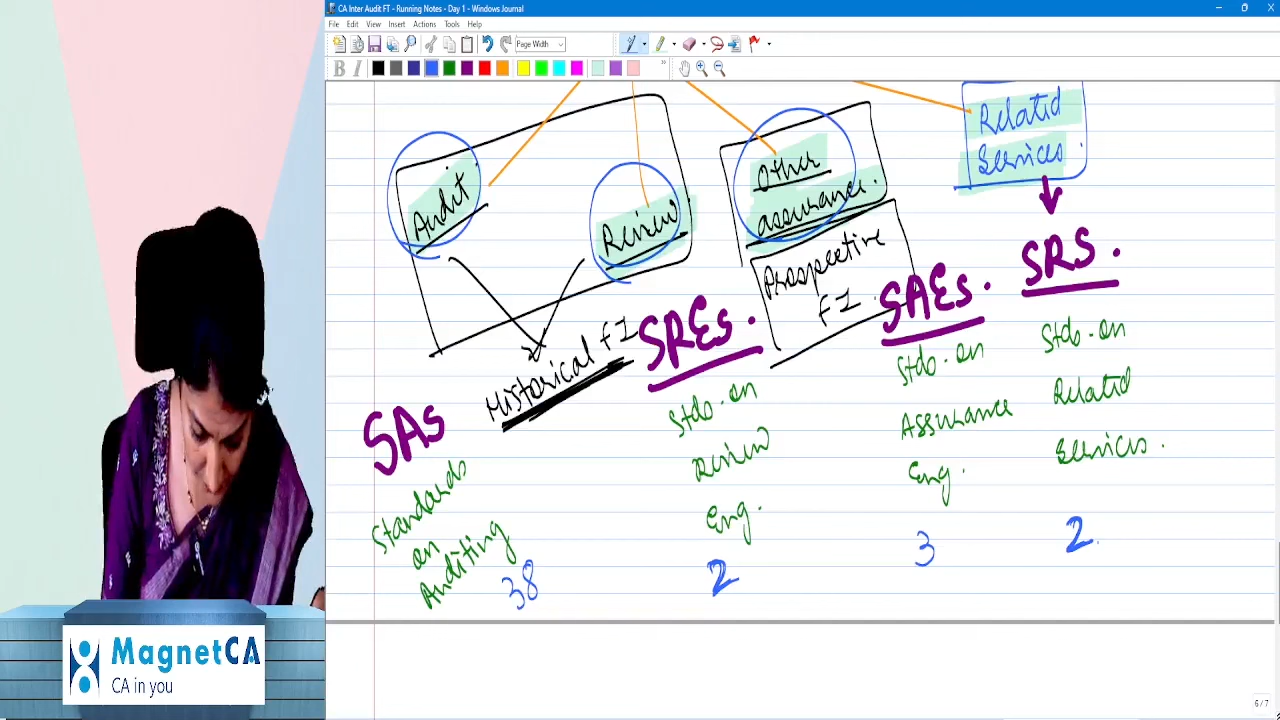 CA Inter Audit FT - Running Notes - Day 1 - Windows Journal
File Edit View Insert Actions Tools Help
Page Width
B I
Audit
Review
Other
assurance.
Related
Services.
Prospective
FI.
Historical FI
SAs
Standards
on
Auditing
38
SREs.
Stds. on
Review
Eng.
2
SAEs.
Stds. on
Assurance
Eng.
3
SRS.
Stds. on
Related
Services.
2.
MagnetCA
CA in you
6 / 7